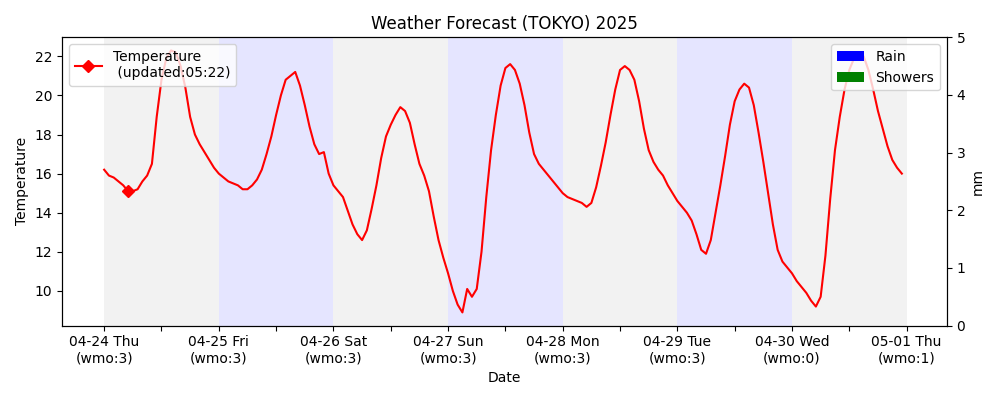 Weather Forecast (TOKYO) 2025
Temperature
(updated:05:22)
Rain
Showers
Temperature
22
20
18
16
14
12
10
5
4
3
2
1
0
mm
04-24 Thu
(wmo:3)
04-25 Fri
(wmo:3)
04-26 Sat
(wmo:3)
04-27 Sun
(wmo:3)
04-28 Mon
(wmo:3)
04-29 Tue
(wmo:3)
04-30 Wed
(wmo:0)
05-01 Thu
(wmo:1)
Date